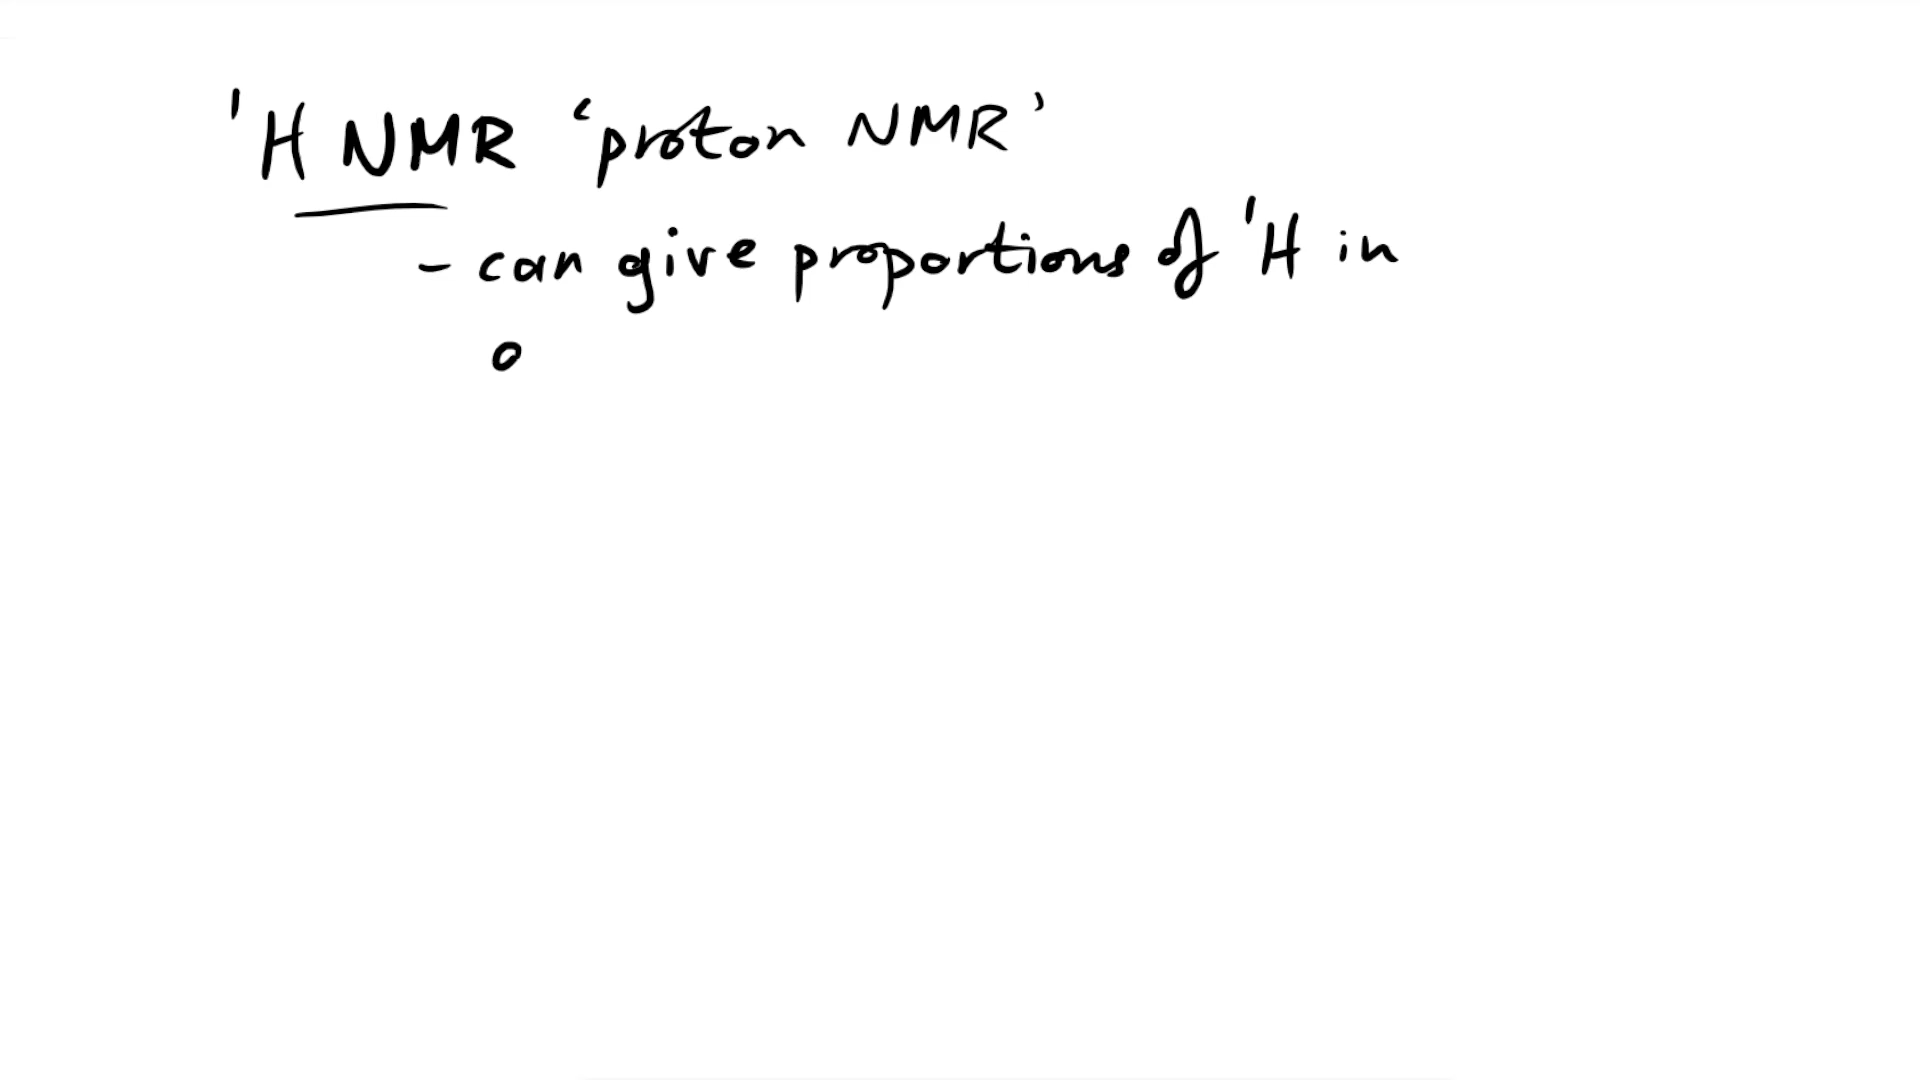 ¹H NMR ‘proton NMR’
- can give proportions of ¹H in
o